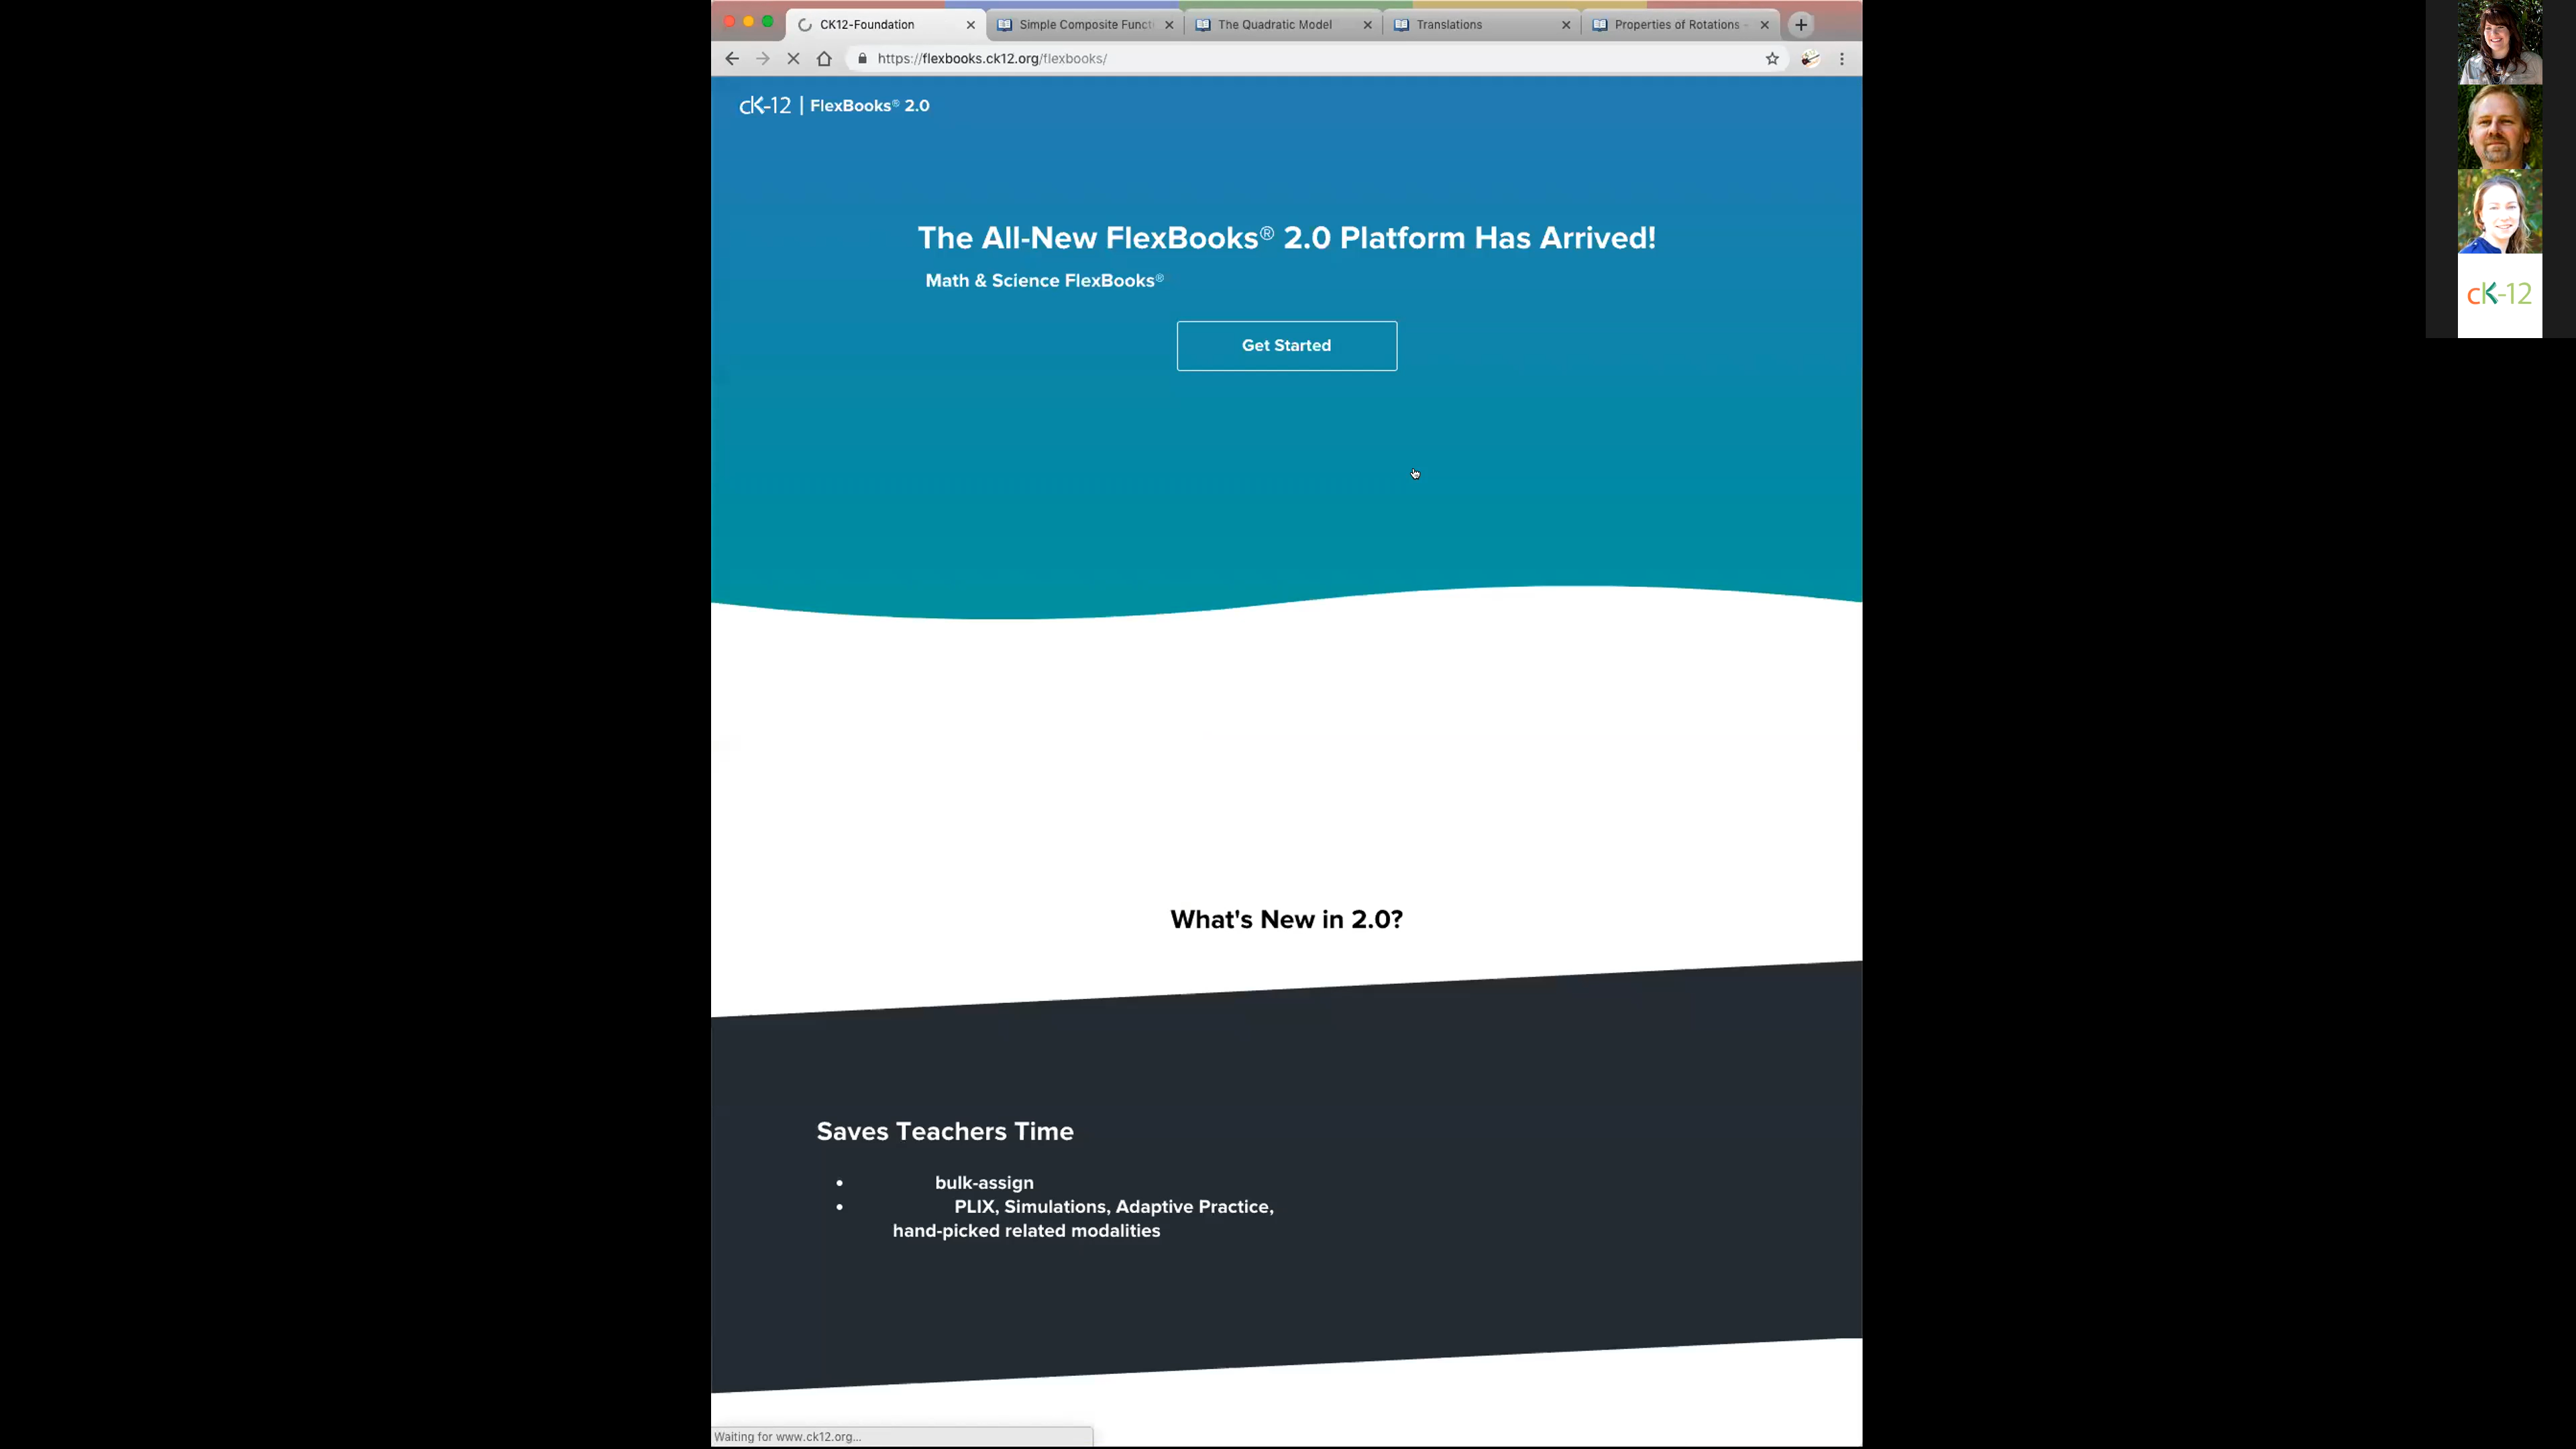 CK12-Foundation
Simple Composite Funct
The Quadratic Model
Translations
Properties of Rotations -
https://flexbooks.ck12.org/flexbooks/
cK-12 | FlexBooks® 2.0
The All-New FlexBooks® 2.0 Platform Has Arrived!
Math & Science FlexBooks®
Get Started
What's New in 2.0?
Saves Teachers Time
• bulk-assign
• PLIX, Simulations, Adaptive Practice,
hand-picked related modalities
Waiting for www.ck12.org...
cK-12